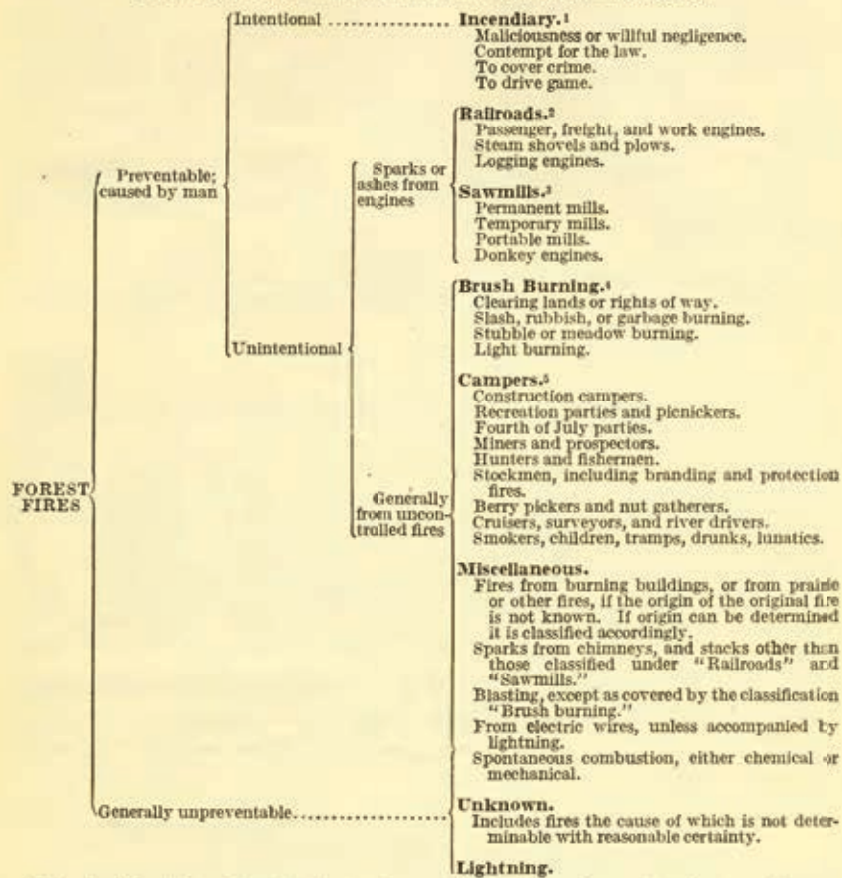 Intentional .................. Incendiary.¹
Maliciousness or willful negligence.
Contempt for the law.
To cover crime.
To drive game.
Railroads.²
Passenger, freight, and work engines.
Steam shovels and plows.
Logging engines.
Preventable;
caused by man
Sparks or
ashes from
engines
Sawmills.³
Permanent mills.
Temporary mills.
Portable mills.
Donkey engines.
Brush Burning.⁴
Clearing lands or rights of way.
Slash, rubbish, or garbage burning.
Stubble or meadow burning.
Light burning.
Unintentional
Campers.⁵
Construction campers.
Recreation parties and picnickers.
Fourth of July parties.
Miners and prospectors.
Hunters and fishermen.
Stockmen, including branding and protection
fires.
Berry pickers and nut gatherers.
Cruisers, surveyors, and river drivers.
Smokers, children, tramps, drunks, lunatics.
FOREST
FIRES
Generally
from uncon-
trolled fires
Miscellaneous.
Fires from burning buildings, or from prairie
or other fires, if the origin of the original fire
is not known. If origin can be determined
it is classified accordingly.
Sparks from chimneys, and stacks other than
those classified under "Railroads" and
"Sawmills."
Blasting, except as covered by the classification
"Brush burning."
From electric wires, unless accompanied by
lightning.
Spontaneous combustion, either chemical or
mechanical.
Generally unpreventable.................. Unknown.
Includes fires the cause of which is not deter-
minable with reasonable certainty.
Lightning.